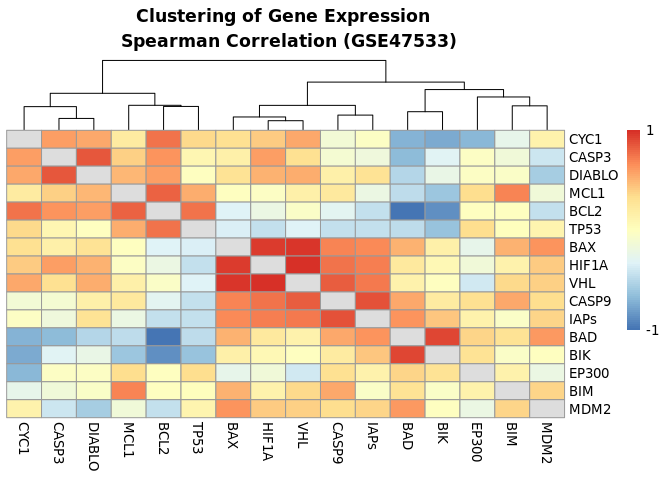 Clustering of Gene Expression
Spearman Correlation (GSE47533)
1
-1
CYC1
CASP3
DIABLO
MCL1
BCL2
TP53
BAX
HIF1A
VHL
CASP9
IAPs
BAD
BIK
EP300
BIM
MDM2
CYC1 CASP3 DIABLO MCL1 BCL2 TP53 BAX HIF1A VHL CASP9 IAPs BAD BIK EP300 BIM MDM2